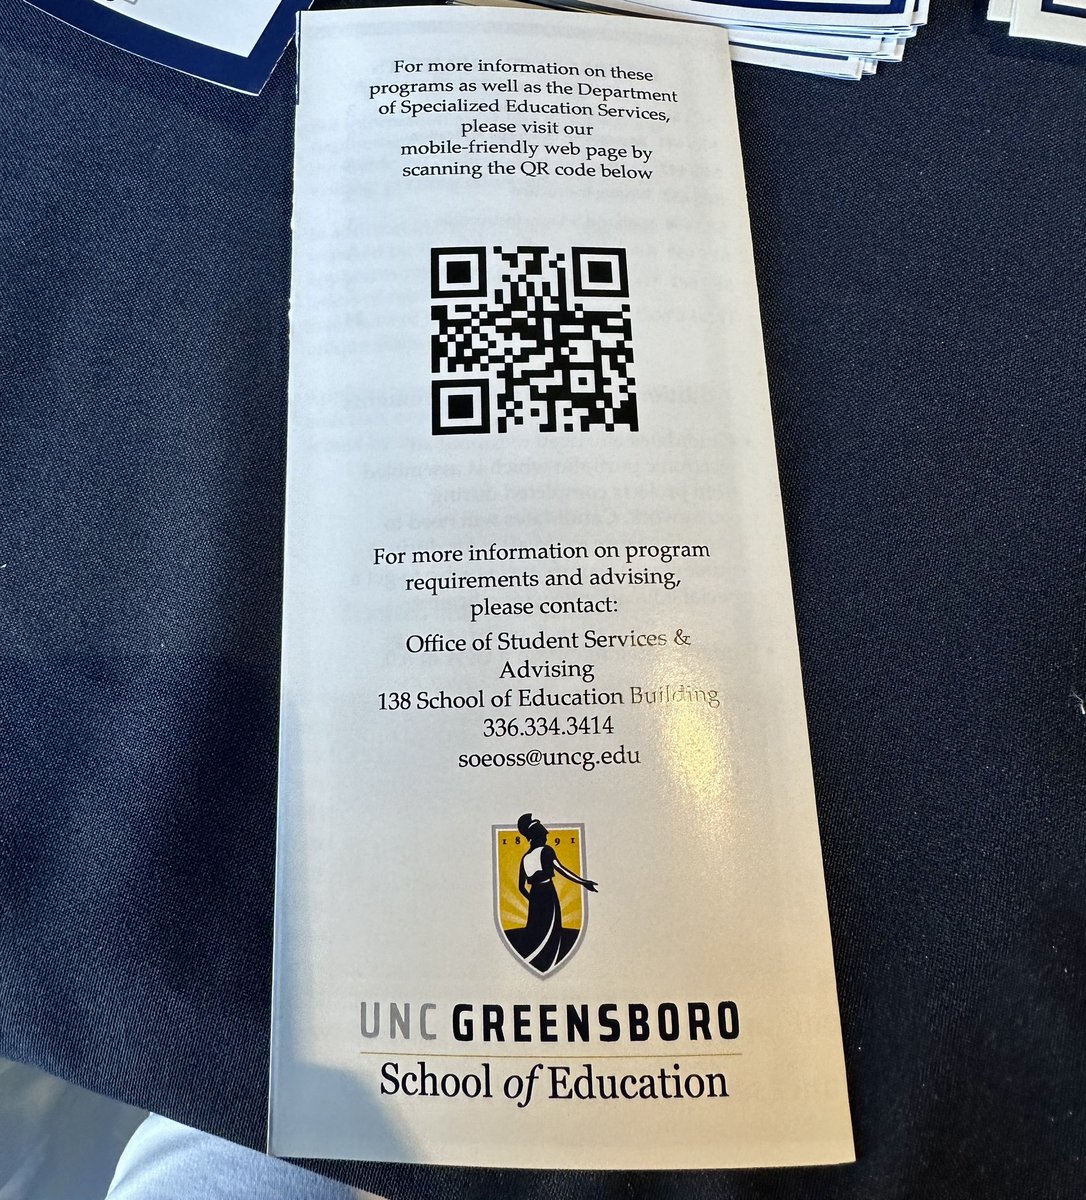 For more information on these
programs as well as the Department
of Specialized Education Services,
please visit our
mobile-friendly web page by
scanning the QR code below
For more information on program
requirements and advising,
please contact:
Office of Student Services &
Advising
138 School of Education Building
336.334.3414
soeoss@uncg.edu
1891
UNC GREENSBORO
School of Education